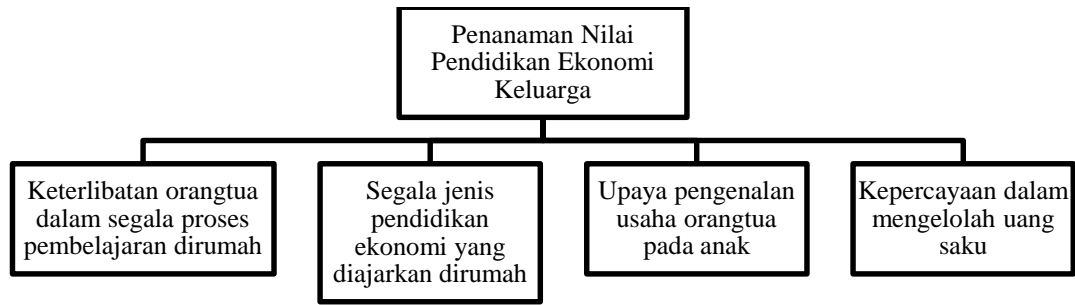 Penanaman Nilai
Pendidikan Ekonomi
Keluarga
Keterlibatan orangtua
dalam segala proses
pembelajaran dirumah
Segala jenis
pendidikan
ekonomi yang
diajarkan dirumah
Upaya pengenalan
usaha orangtua
pada anak
Kepercayaan dalam
mengelolah uang
saku